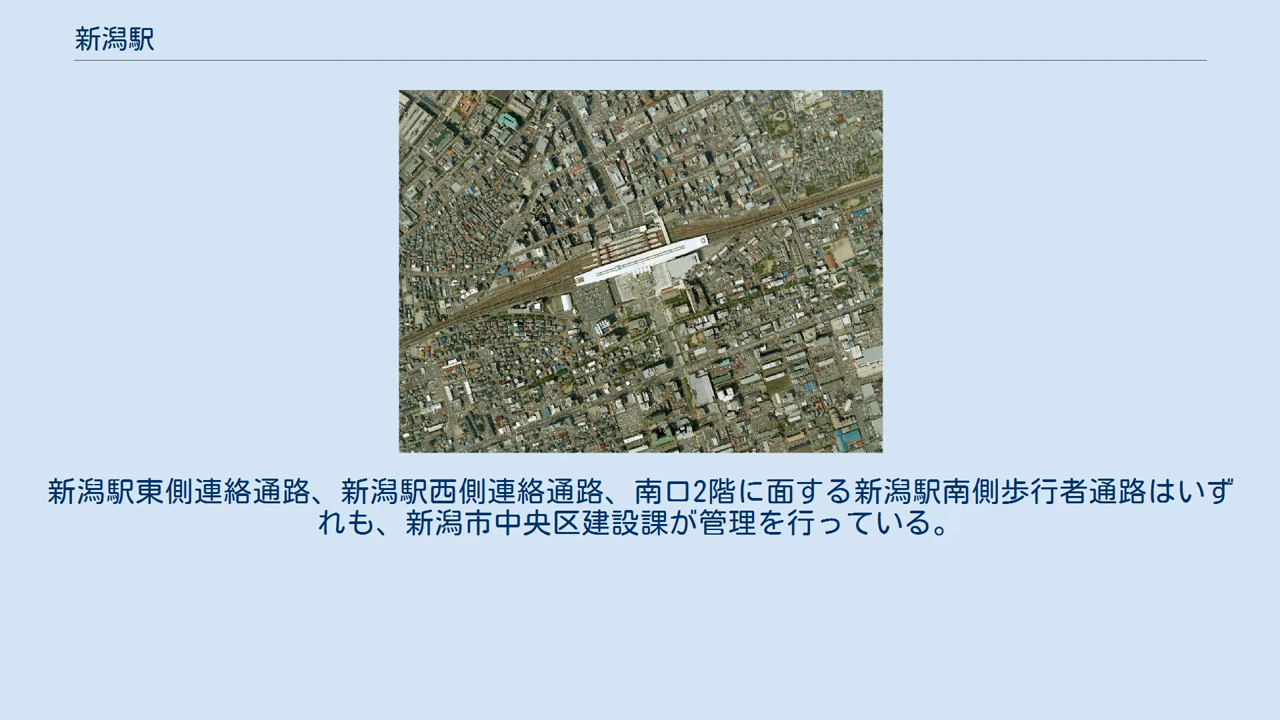 新潟駅
新潟駅東側連絡通路、新潟駅西側連絡通路、南口2階に面する新潟駅南側歩行者通路はいず
れも、新潟市中央区建設課が管理を行っている。